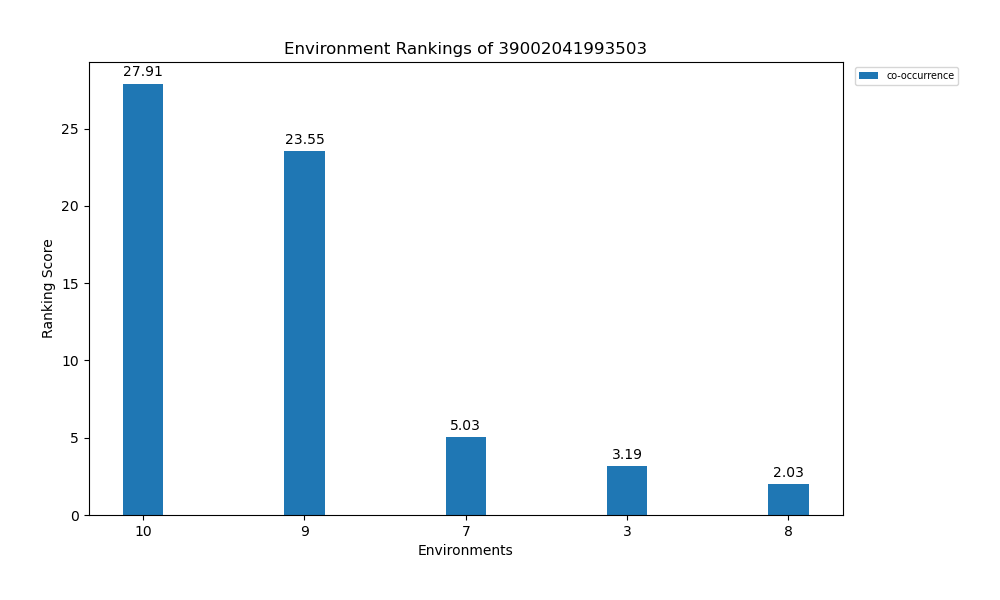 Environment Rankings of 39002041993503
co-occurrence
27.91
23.55
5.03
3.19
2.03
Ranking Score
25
20
15
10
5
0
10 9 7 3 8
Environments